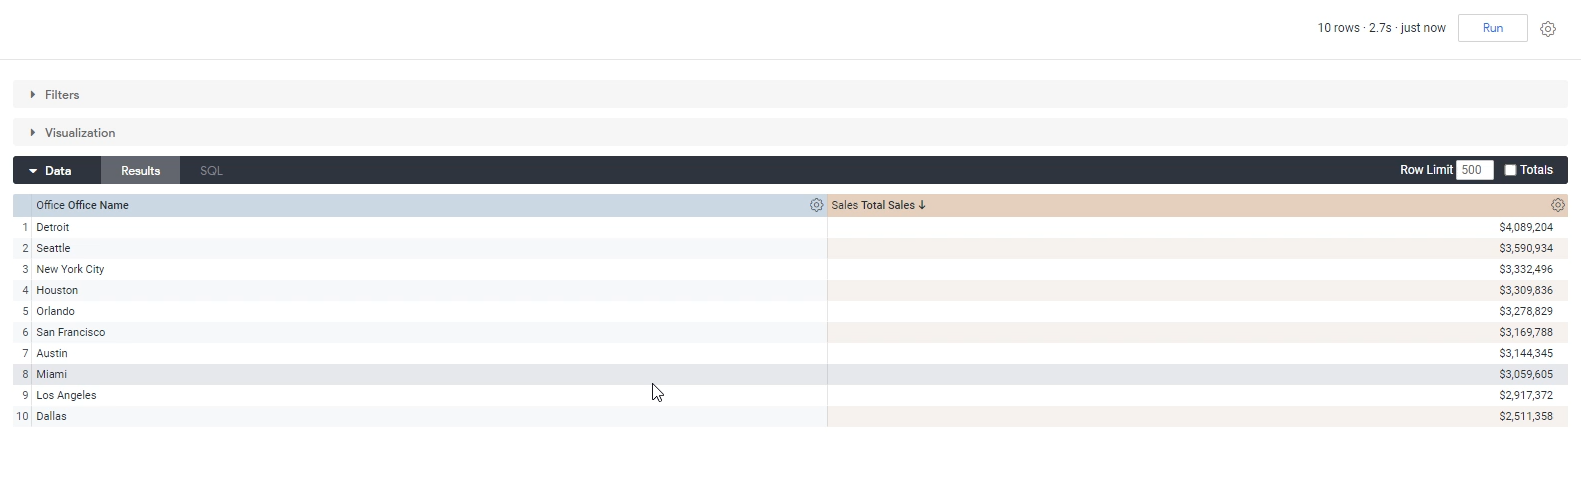 10 rows · 2.7s · just now Run
Filters
Visualization
Data Results SQL Row Limit 500 Totals
Office Office Name Sales Total Sales ↓
1 Detroit $4,089,204
2 Seattle $3,590,934
3 New York City $3,332,496
4 Houston $3,309,836
5 Orlando $3,278,829
6 San Francisco $3,169,788
7 Austin $3,144,345
8 Miami $3,059,605
9 Los Angeles $2,917,372
10 Dallas $2,511,358